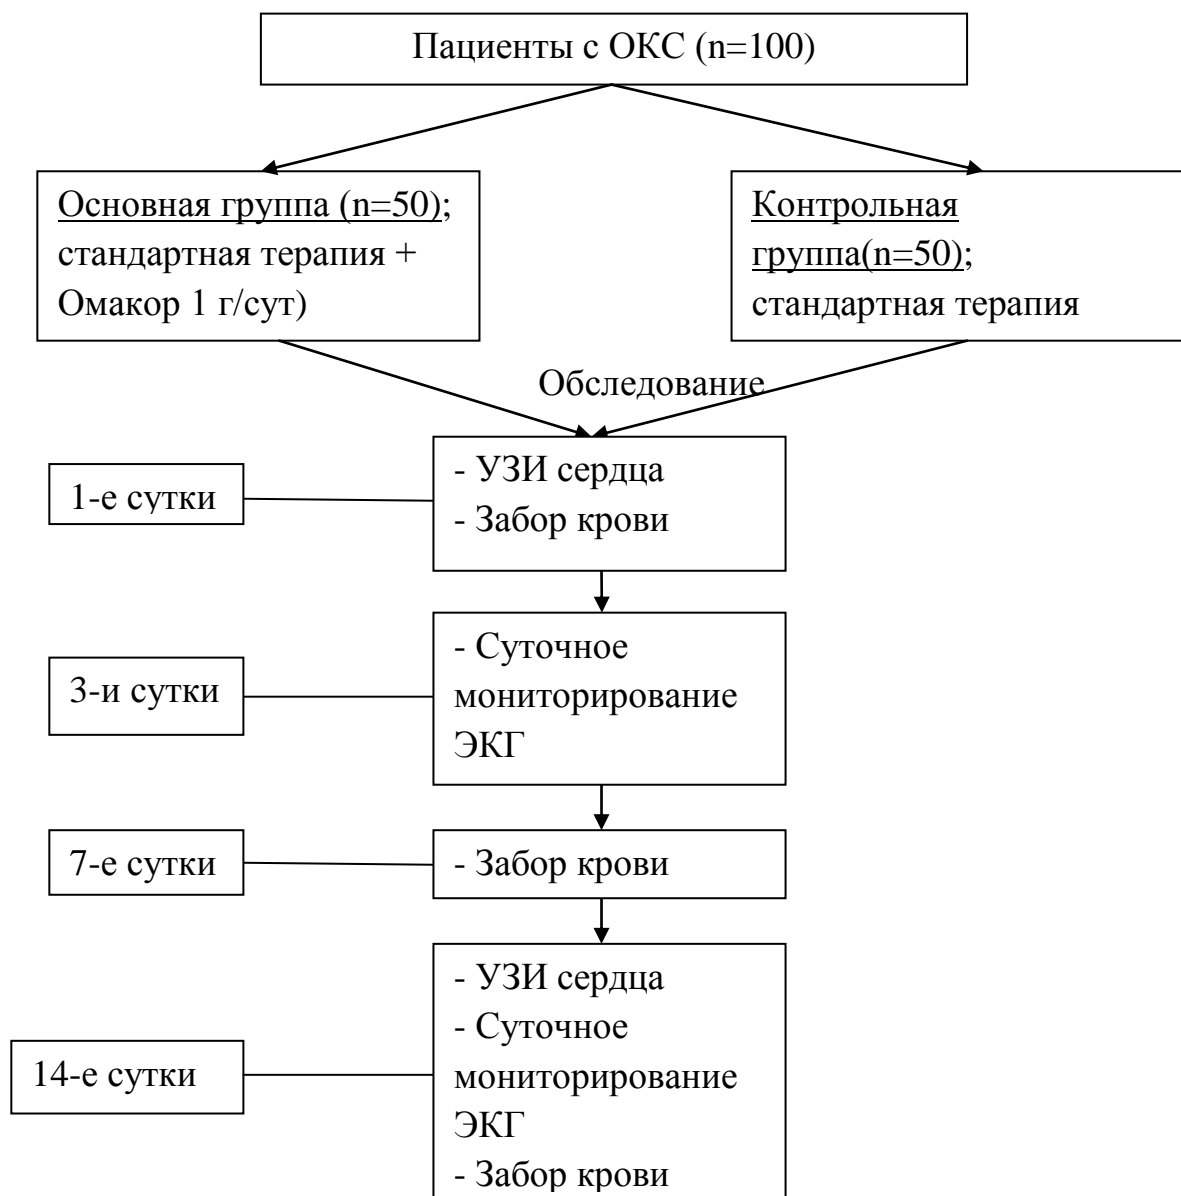 Пациенты с ОКС (n=100)
Основная группа (n=50);
стандартная терапия +
Омакор 1 г/сут)
Контрольная
группа(n=50);
стандартная терапия
Обследование
1-е сутки
- УЗИ сердца
- Забор крови
3-и сутки
- Суточное
мониторирование
ЭКГ
7-е сутки
- Забор крови
14-е сутки
- УЗИ сердца
- Суточное
мониторирование
ЭКГ
- Забор крови